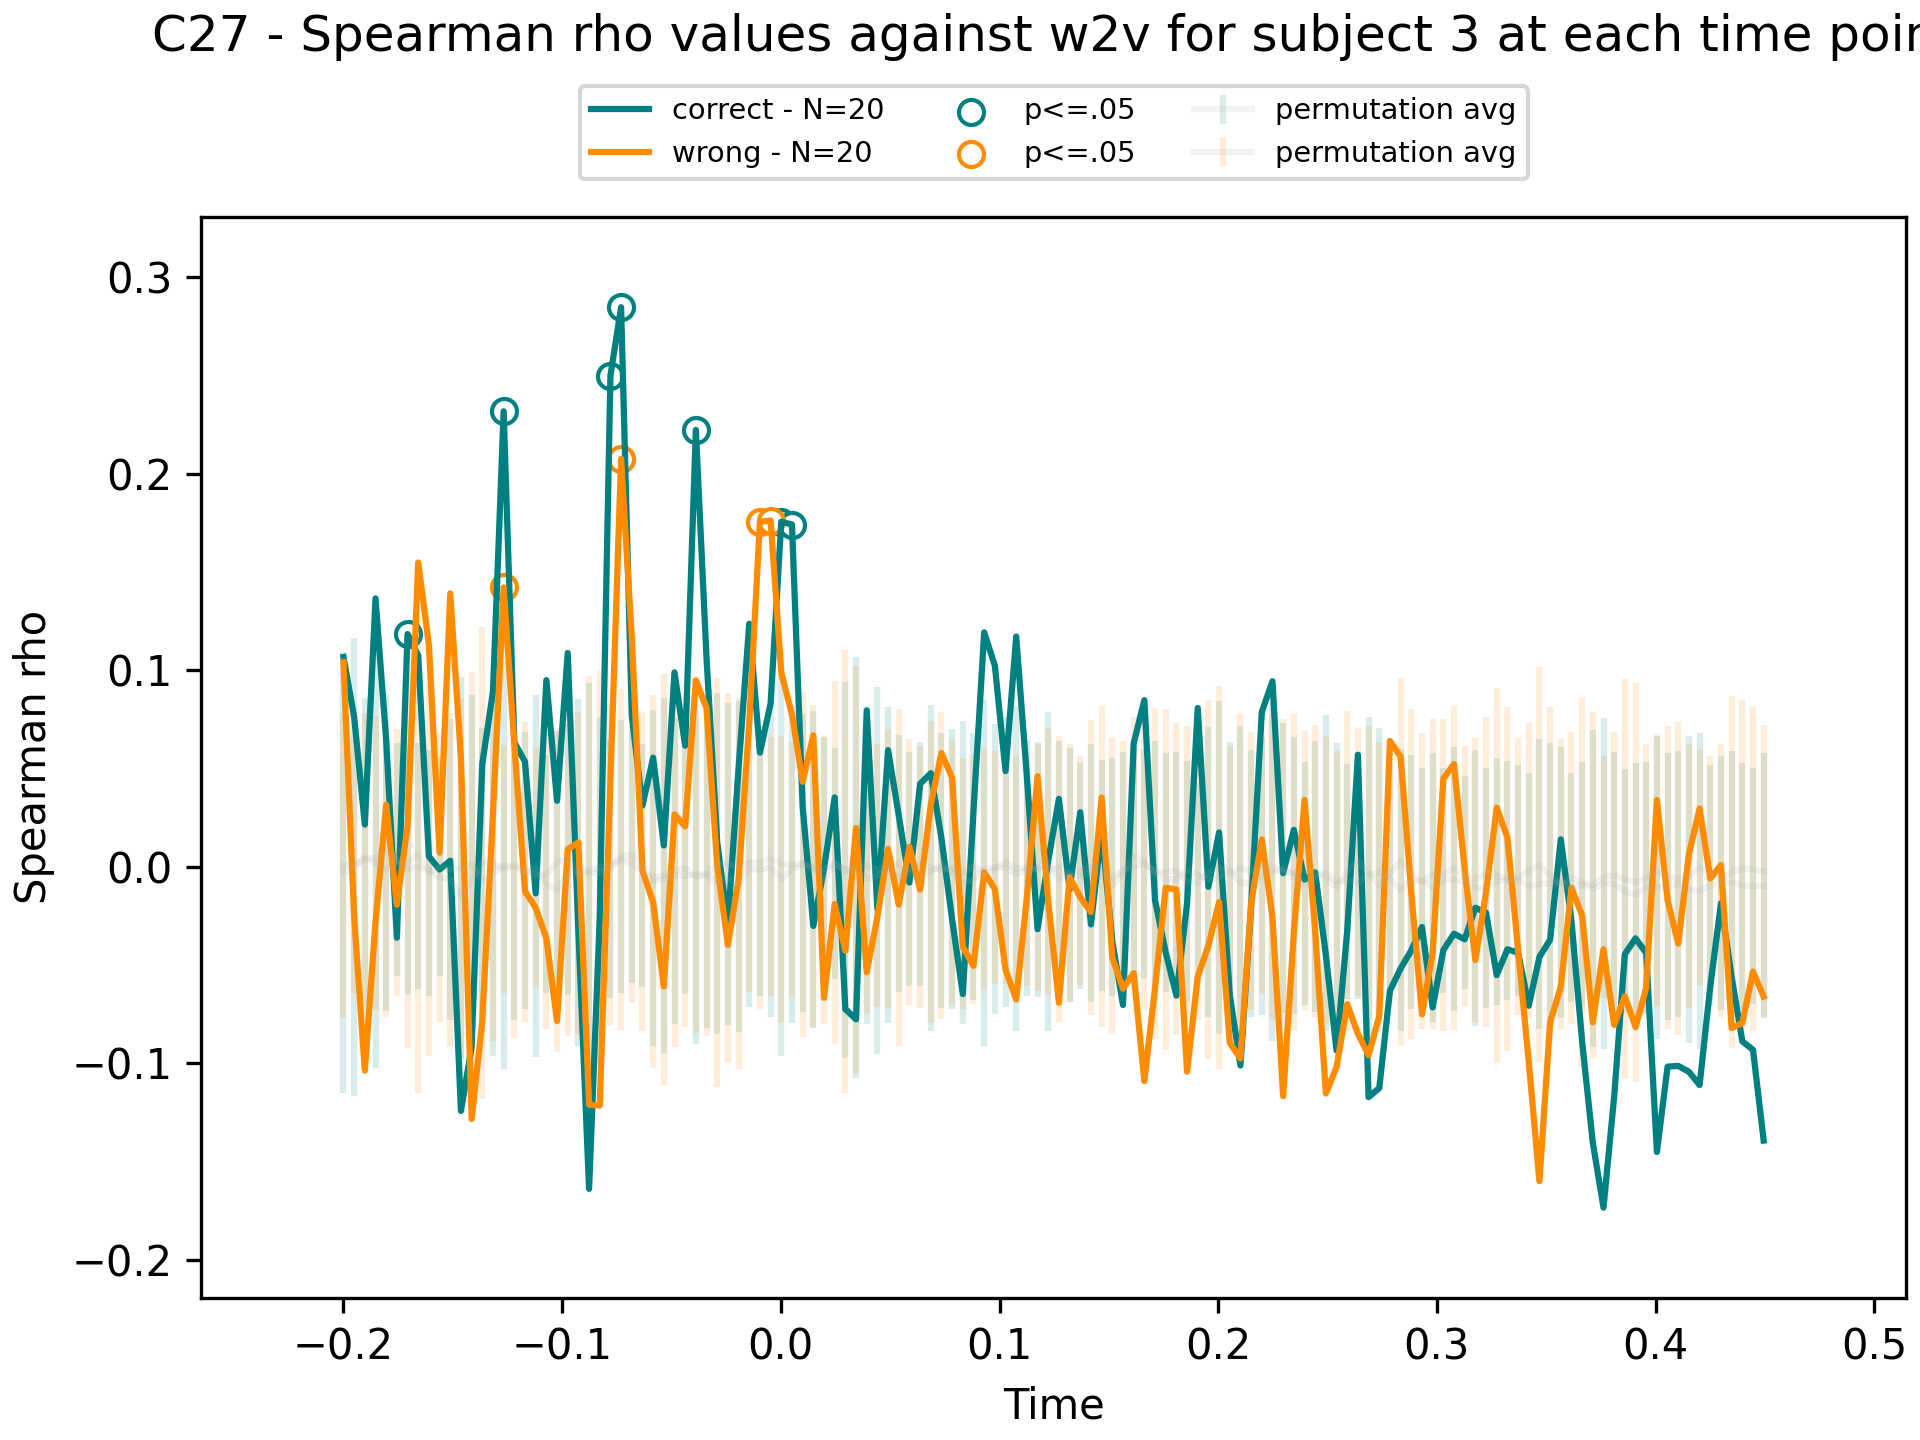 C27 - Spearman rho values against w2v for subject 3 at each time poin
correct - N=20 p<=.05 permutation avg
wrong - N=20 p<=.05 permutation avg
0.3
0.2
0.1
0.0
−0.1
−0.2
Spearman rho
−0.2 −0.1 0.0 0.1 0.2 0.3 0.4 0.5
Time